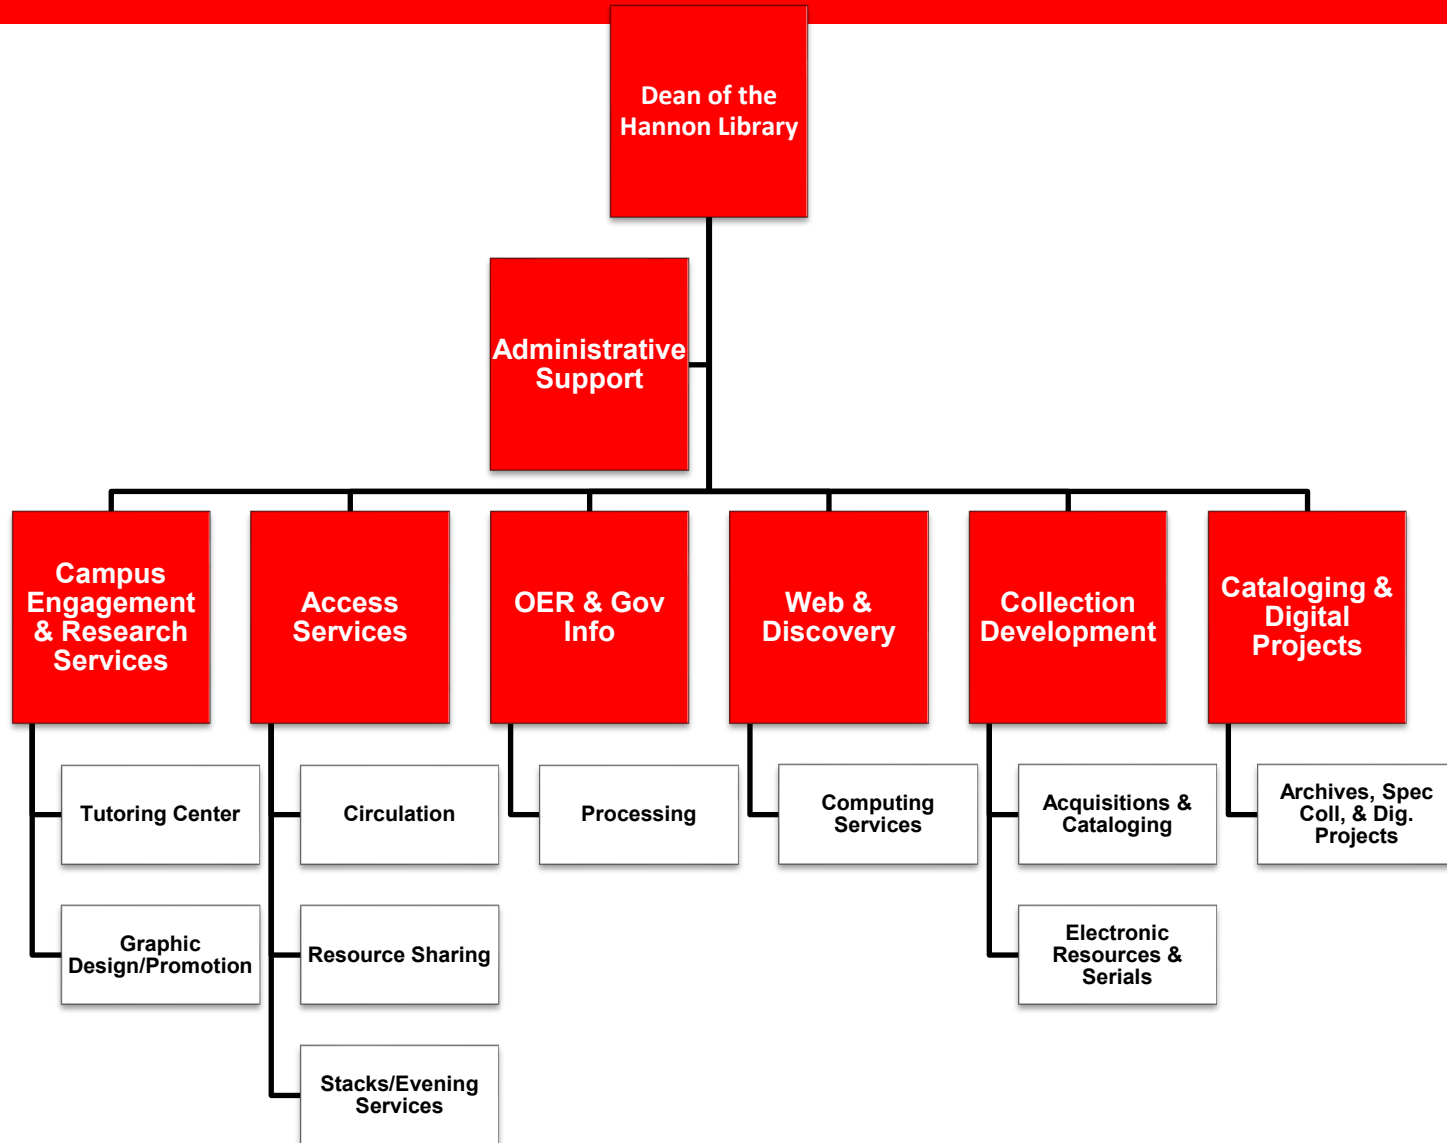 Dean of the
Hannon Library
Administrative
Support
Campus
Engagement
& Research
Services
Access
Services
OER & Gov
Info
Web &
Discovery
Collection
Development
Cataloging &
Digital
Projects
Tutoring Center
Circulation
Processing
Computing
Services
Acquisitions &
Cataloging
Archives, Spec
Coll, & Dig.
Projects
Graphic
Design/Promotion
Resource Sharing
Electronic
Resources &
Serials
Stacks/Evening
Services